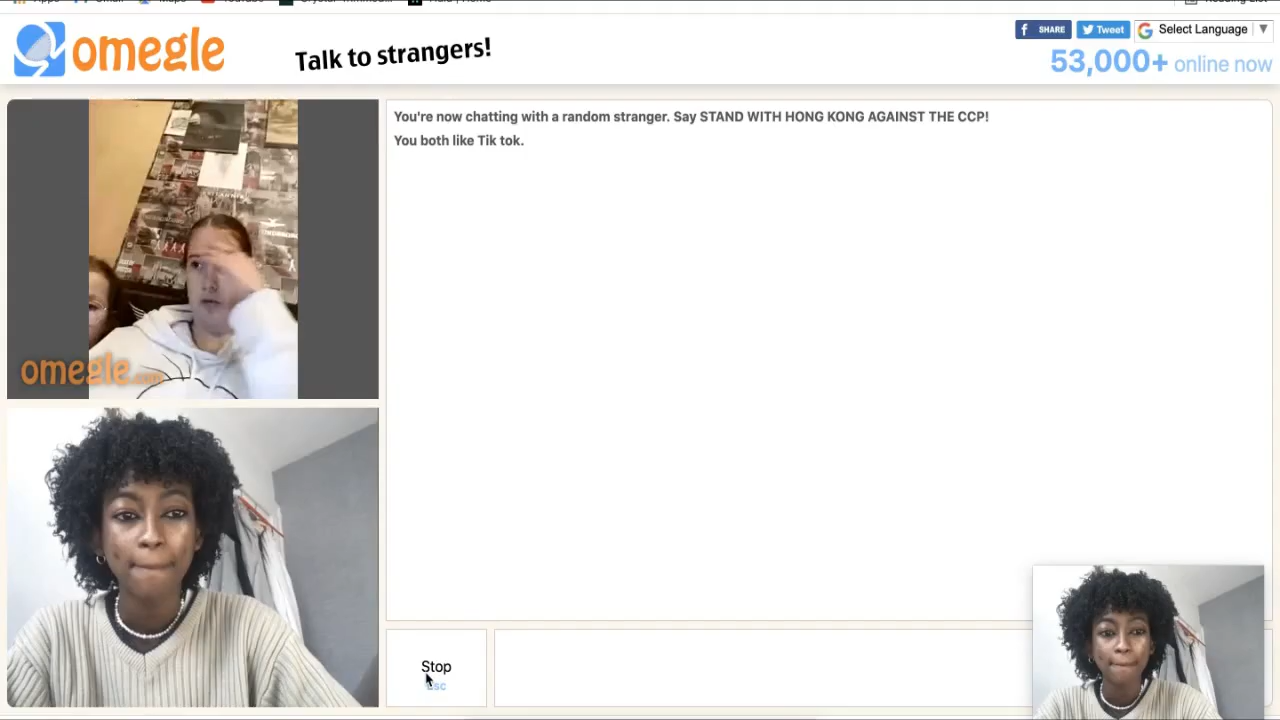 omegle
Talk to strangers!
SHARE
Tweet
Select Language
53,000+ online now
You're now chatting with a random stranger. Say STAND WITH HONG KONG AGAINST THE CCP!
You both like Tik tok.
omegle.com
Stop